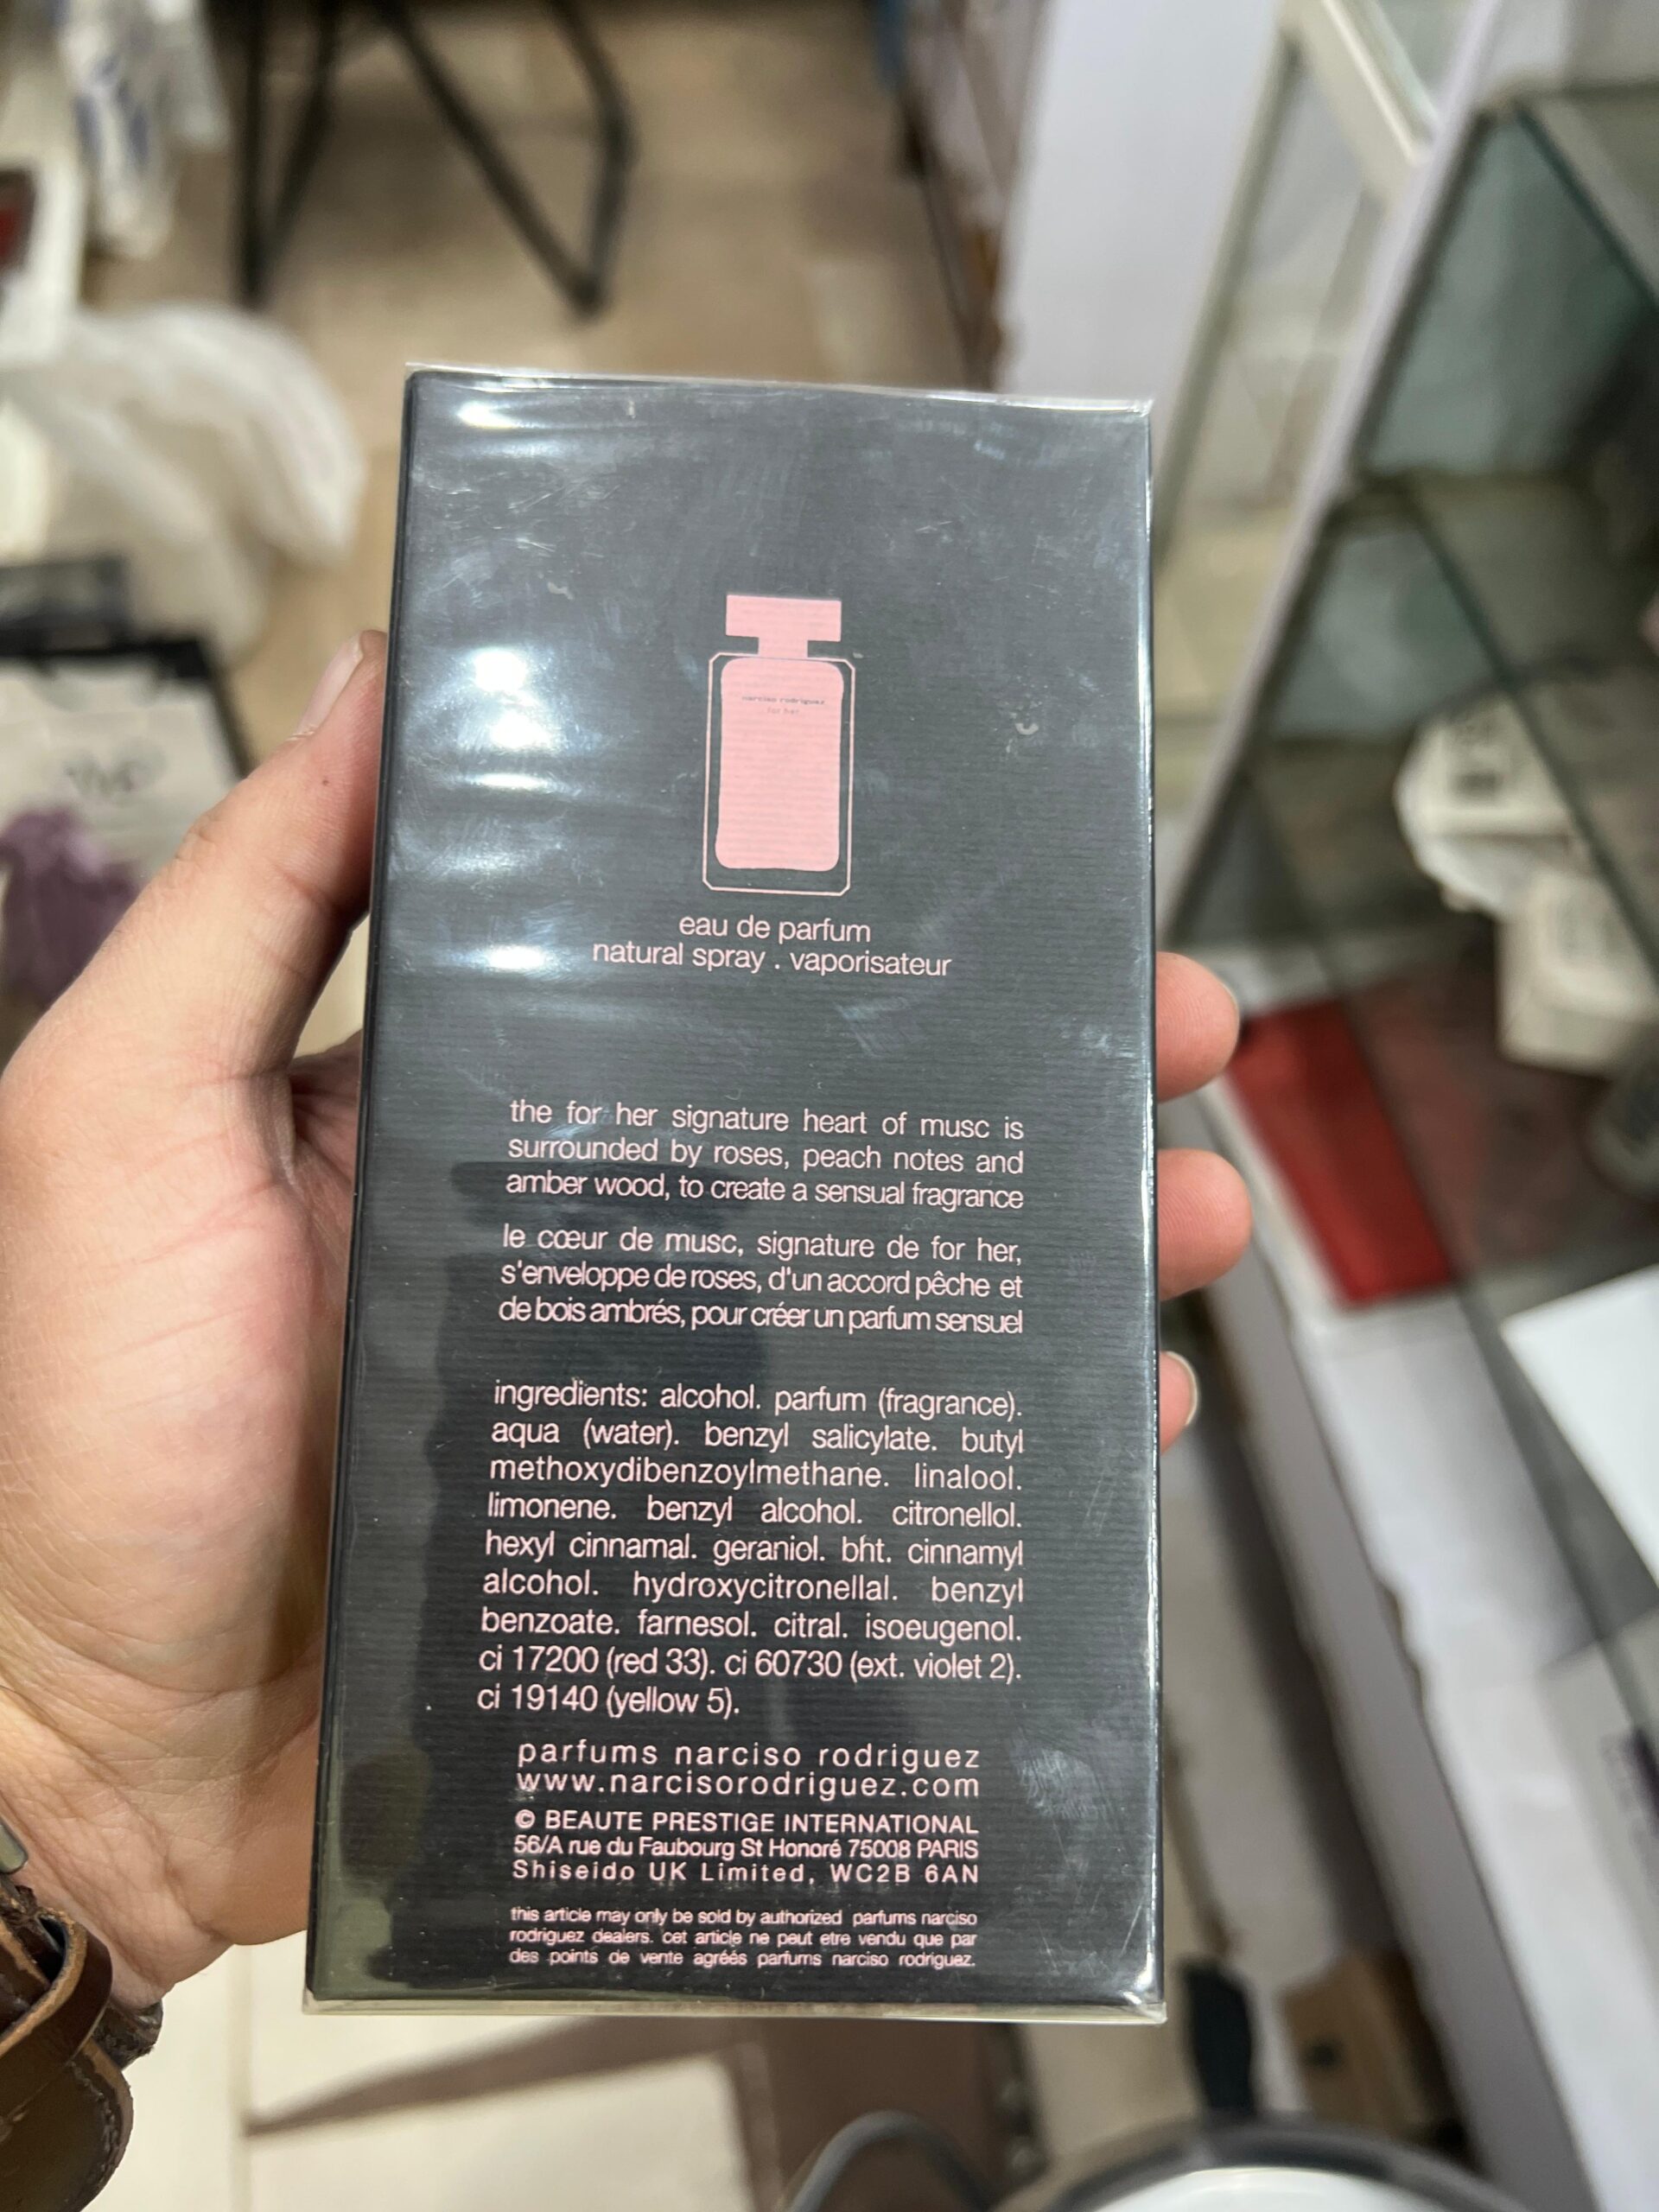 narciso rodriguez
for her
eau de parfum
natural spray . vaporisateur
the for her signature heart of musc is
surrounded by roses, peach notes and
amber wood, to create a sensual fragrance
le cœur de musc, signature de for her,
s'enveloppe de roses, d'un accord pêche et
de bois ambrés, pour créer un parfum sensuel
ingredients: alcohol. parfum (fragrance).
aqua (water). benzyl salicylate. butyl
methoxydibenzoylmethane. linalool.
limonene. benzyl alcohol. citronellol.
hexyl cinnamal. geraniol. bht. cinnamyl
alcohol. hydroxycitronellal. benzyl
benzoate. farnesol. citral. isoeugenol.
ci 17200 (red 33). ci 60730 (ext. violet 2).
ci 19140 (yellow 5).
parfums narciso rodriguez
www.narcisorodriguez.com
© BEAUTE PRESTIGE INTERNATIONAL
56/A rue du Faubourg St Honoré 75008 PARIS
Shiseido UK Limited, WC2B 6AN
this article may only be sold by authorized parfums narciso
rodriguez dealers. cet article ne peut etre vendu que par
des points de vente agréés parfums narciso rodriguez.